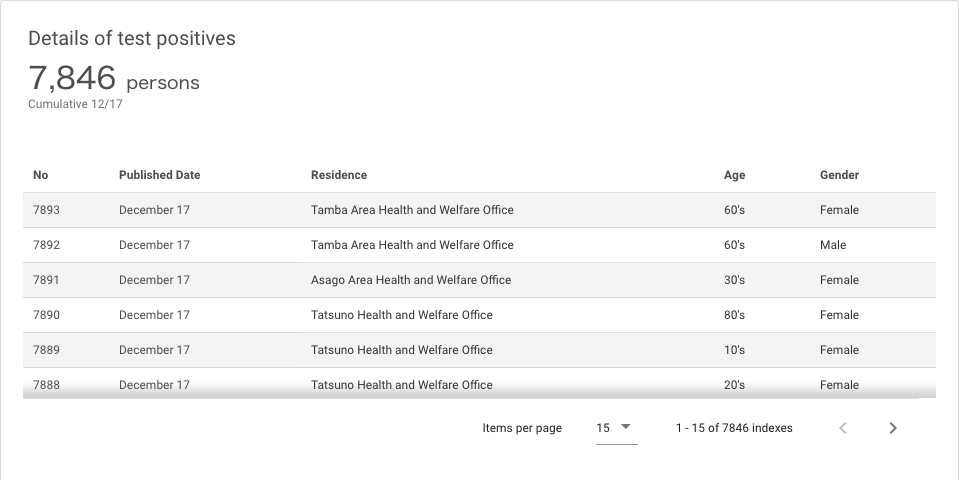 Details of test positives
7,846 persons
Cumulative 12/17
No Published Date Residence Age Gender
7893 December 17 Tamba Area Health and Welfare Office 60's Female
7892 December 17 Tamba Area Health and Welfare Office 60's Male
7891 December 17 Asago Area Health and Welfare Office 30's Female
7890 December 17 Tatsuno Health and Welfare Office 80's Female
7889 December 17 Tatsuno Health and Welfare Office 10's Female
7888 December 17 Tatsuno Health and Welfare Office 20's Female
Items per page 15 1 - 15 of 7846 indexes